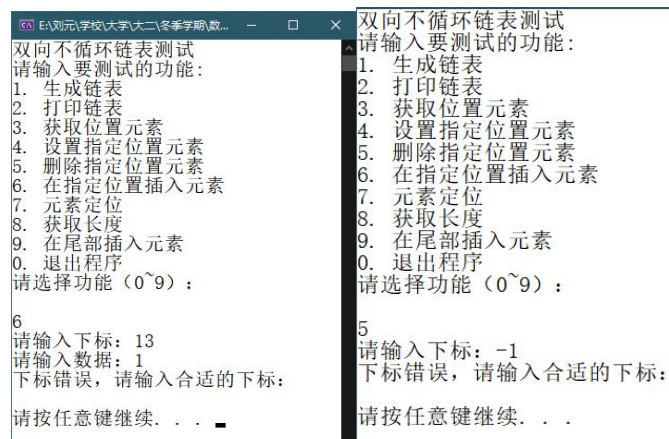 E:\刘元\学校\大学\大二\冬季学期\数...
双向不循环链表测试
请输入要测试的功能:
1. 生成链表
2. 打印链表
3. 获取位置元素
4. 设置指定位置元素
5. 删除指定位置元素
6. 在指定位置插入元素
7. 元素定位
8. 获取长度
9. 在尾部插入元素
0. 退出程序
请选择功能（0~9）:
6
请输入下标: 13
请输入数据: 1
下标错误，请输入合适的下标:
请按任意键继续. . .
双向不循环链表测试
请输入要测试的功能:
1. 生成链表
2. 打印链表
3. 获取位置元素
4. 设置指定位置元素
5. 删除指定位置元素
6. 在指定位置插入元素
7. 元素定位
8. 获取长度
9. 在尾部插入元素
0. 退出程序
请选择功能（0~9）:
5
请输入下标: -1
下标错误，请输入合适的下标:
请按任意键继续. . .